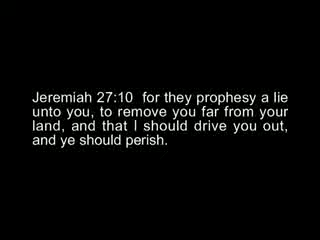 Jeremiah 27:10  for they prophesy a lie
unto you, to remove you far from your
land, and that I should drive you out,
and ye should perish.